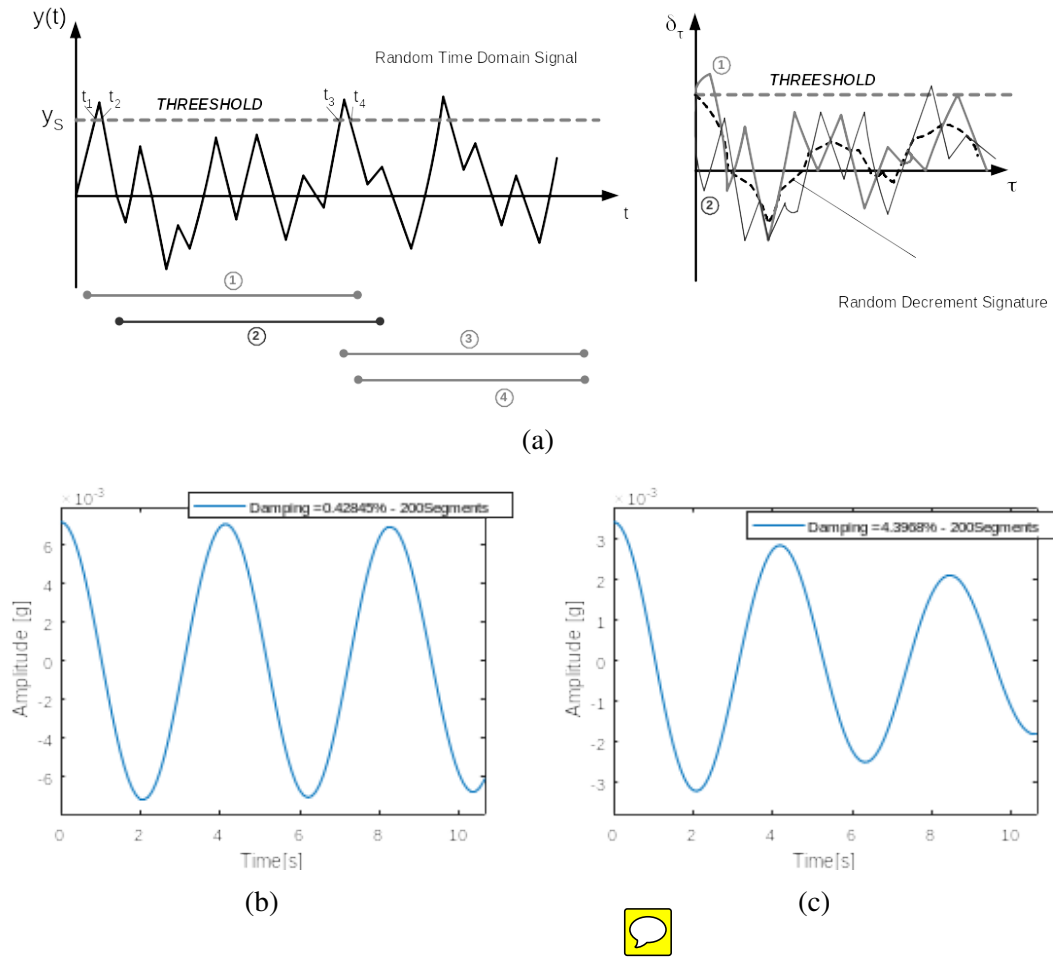 y(t)
Random Time Domain Signal
t1 t2
THREESHOLD
t3 t4
yS
t
1
2
3
4
δτ
1
THREESHOLD
2
τ
Random Decrement Signature
(a)
× 10-3
Damping =0.42845% - 200Segments
6
4
2
0
-2
-4
-6
Amplitude [g]
0 2 4 6 8 10
Time[s]
(b)
× 10-3
Damping =4.3968% - 200Segments
3
2
1
0
-1
-2
-3
Amplitude [g]
0 2 4 6 8 10
Time[s]
(c)